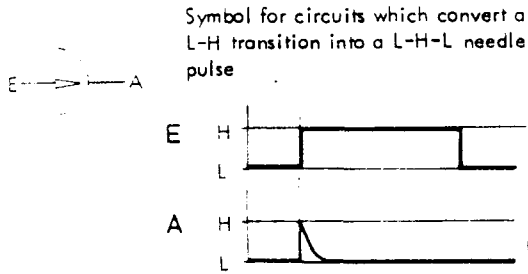 Symbol for circuits which convert a
L-H transition into a L-H-L needle
pulse
E A
E H
L
A H
L